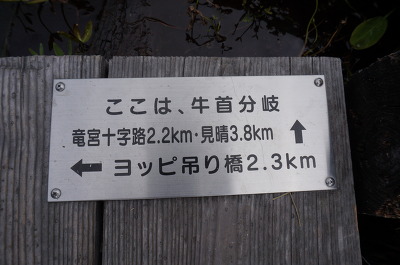 ここは、牛首分岐
竜宮十字路2.2km・見晴3.8km ↑
← ヨッピ吊り橋2.3km